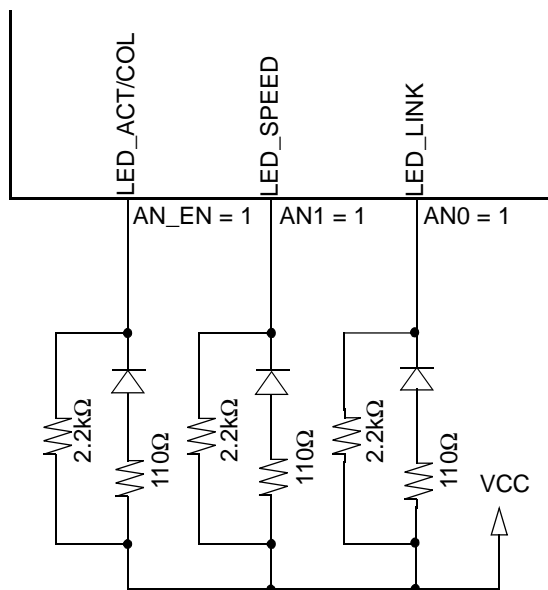 LED_ACT/COL
LED_SPEED
LED_LINK
AN_EN = 1
AN1 = 1
AN0 = 1
2.2kΩ
110Ω
2.2kΩ
110Ω
2.2kΩ
110Ω
VCC